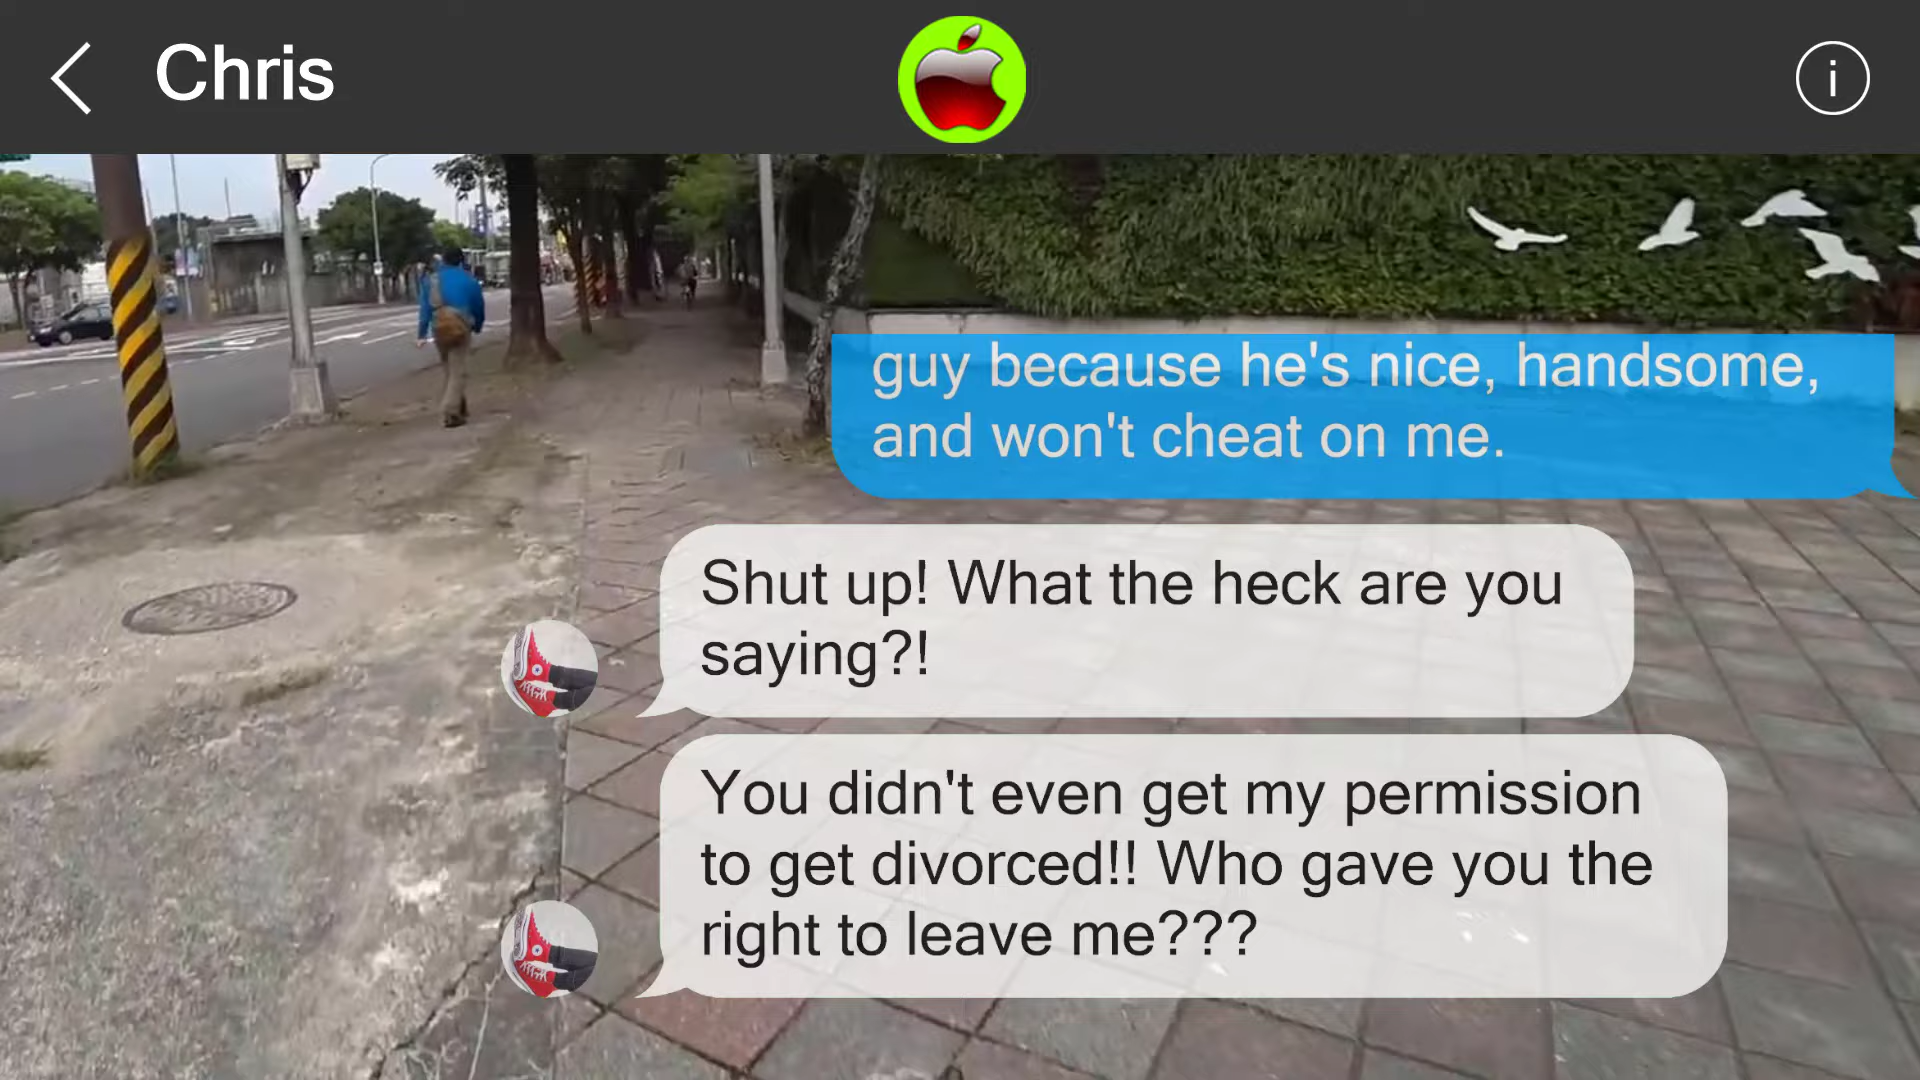 Chris
guy because he's nice, handsome,
and won't cheat on me.
Shut up! What the heck are you
saying?!
You didn't even get my permission
to get divorced!! Who gave you the
right to leave me???